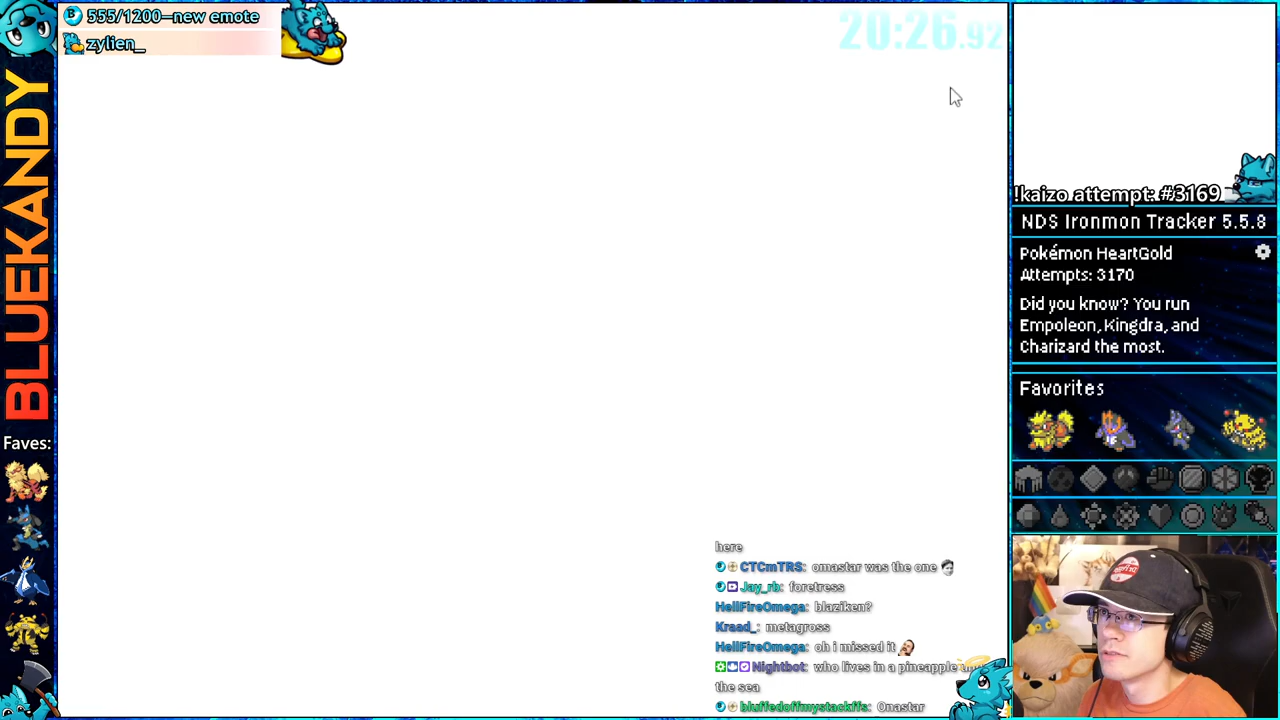 555/1200--new emote
zylien_
20:26.92
BLUEKANDY
!kaizo attempt: #3169
NDS Ironmon Tracker 5.5.8
Pokémon HeartGold
Attempts: 3170
Did you know? You run
Empoleon, Kingdra, and
Charizard the most.
Favorites
Faves:
here
CTCmTRS: omastar was the one
Jay_rb: foretress
HellFireOmega: blaziken?
Kraad_: metagross
HellFireOmega: oh i missed it
Nightbot: who lives in a pineapple
the sea
bluffedoffmystackffs: Omastar